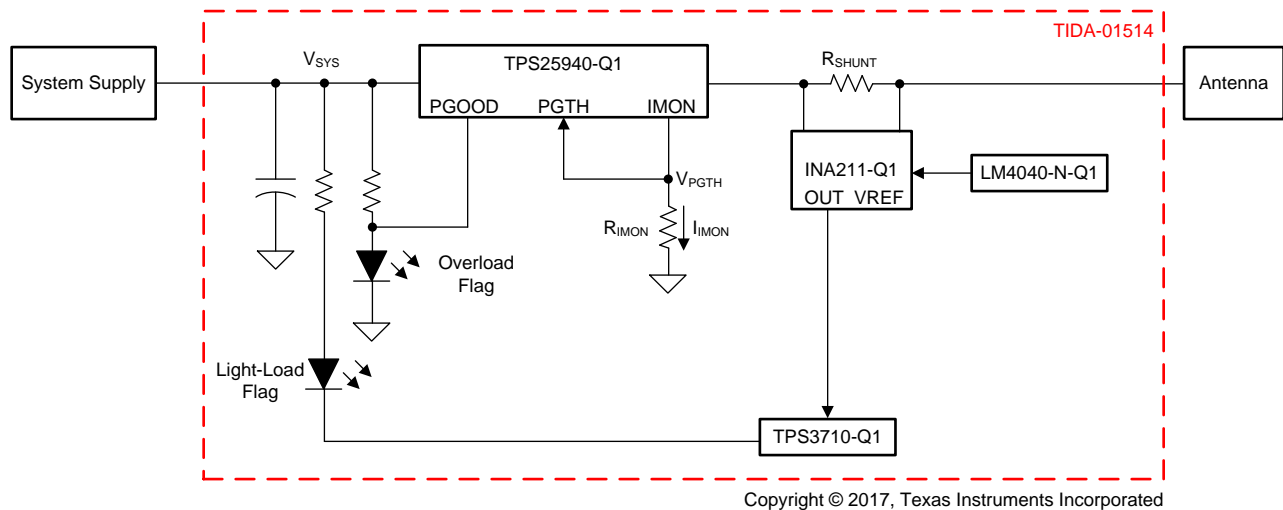 TIDA-01514
System Supply
VSYS
TPS25940-Q1
PGOOD PGTH IMON
RSHUNT
Antenna
INA211-Q1
OUT VREF
LM4040-N-Q1
VPGTH
RIMON
IIMON
Overload
Flag
Light-Load
Flag
TPS3710-Q1
Copyright © 2017, Texas Instruments Incorporated